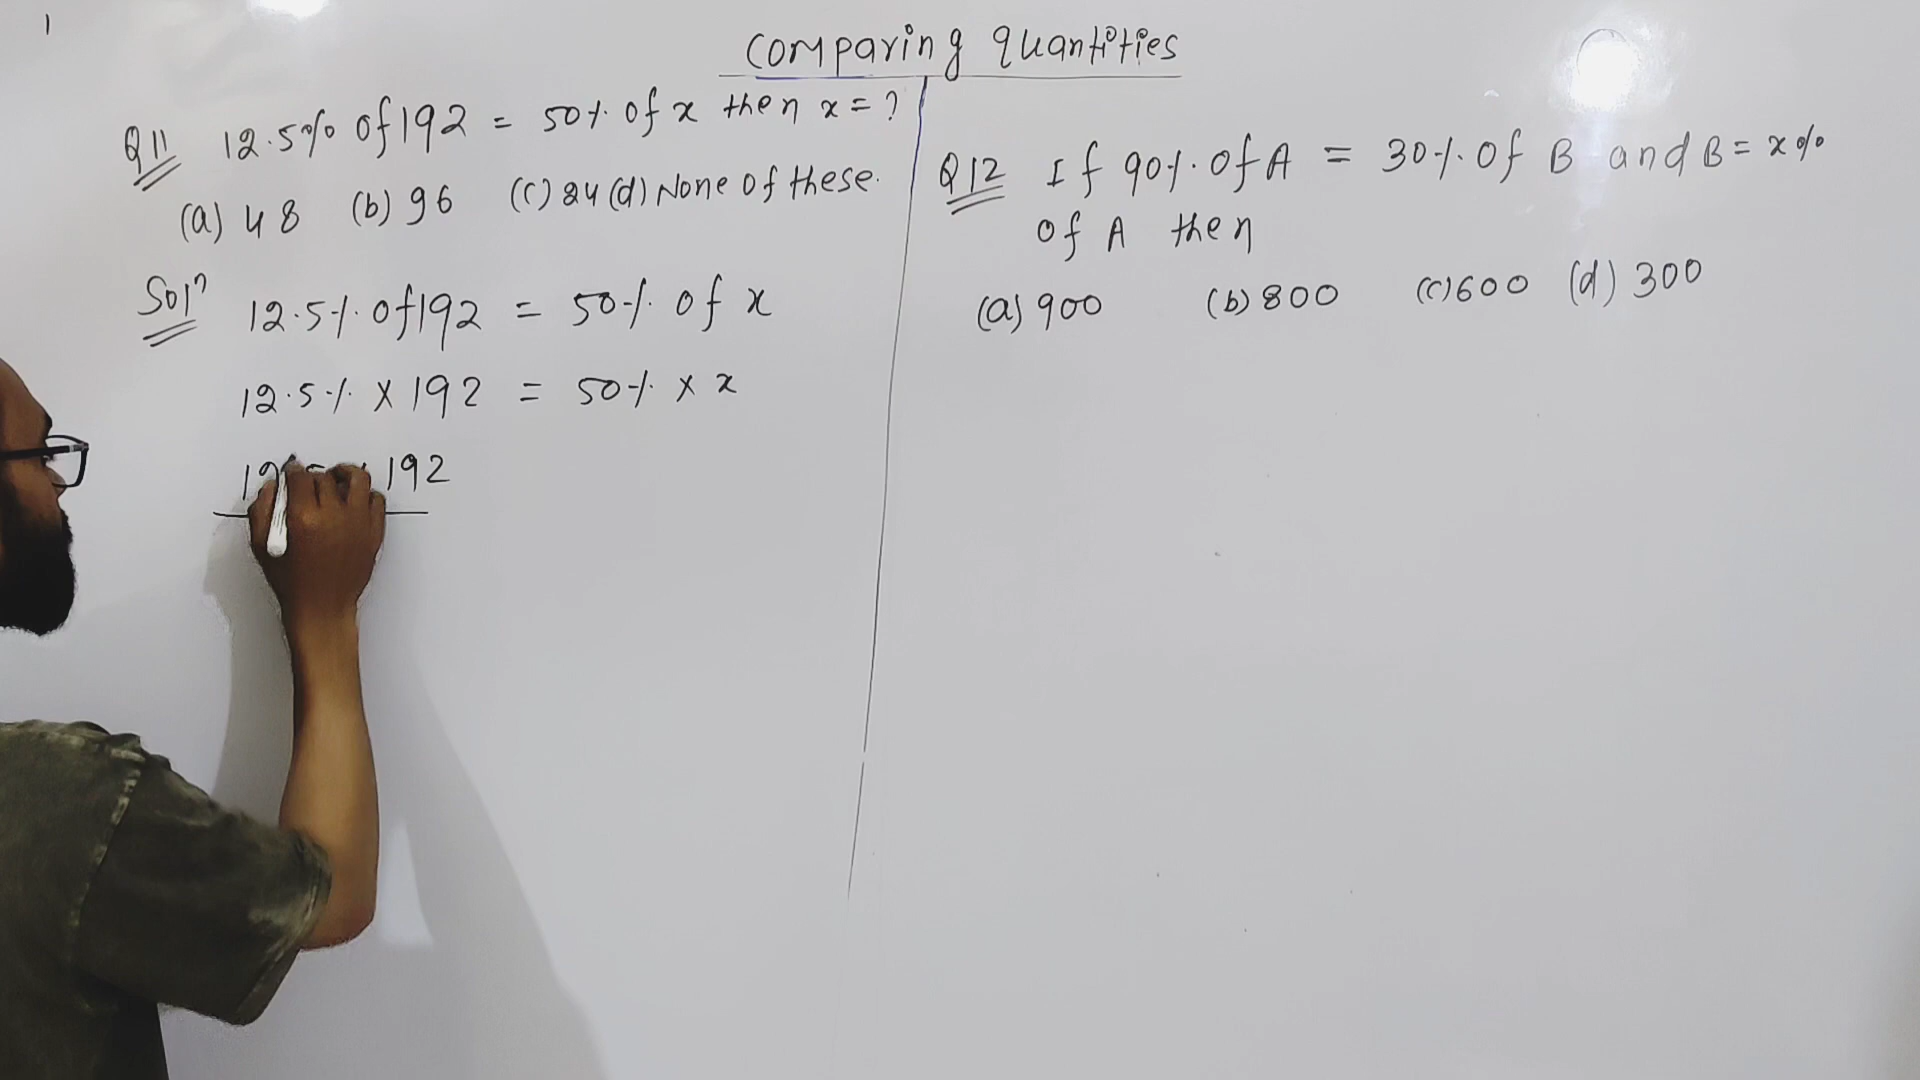 Comparing quantities
Q11 12.5% of 192 = 50% of x then x = ?
(a) 48 (b) 96 (c) 24 (d) None of these.
Solⁿ 12.5% of 192 = 50% of x
12.5% × 192 = 50% × x
192
Q12 If 90% of A = 30% of B and B = x%
of A then
(a) 900 (b) 800 (c) 600 (d) 300